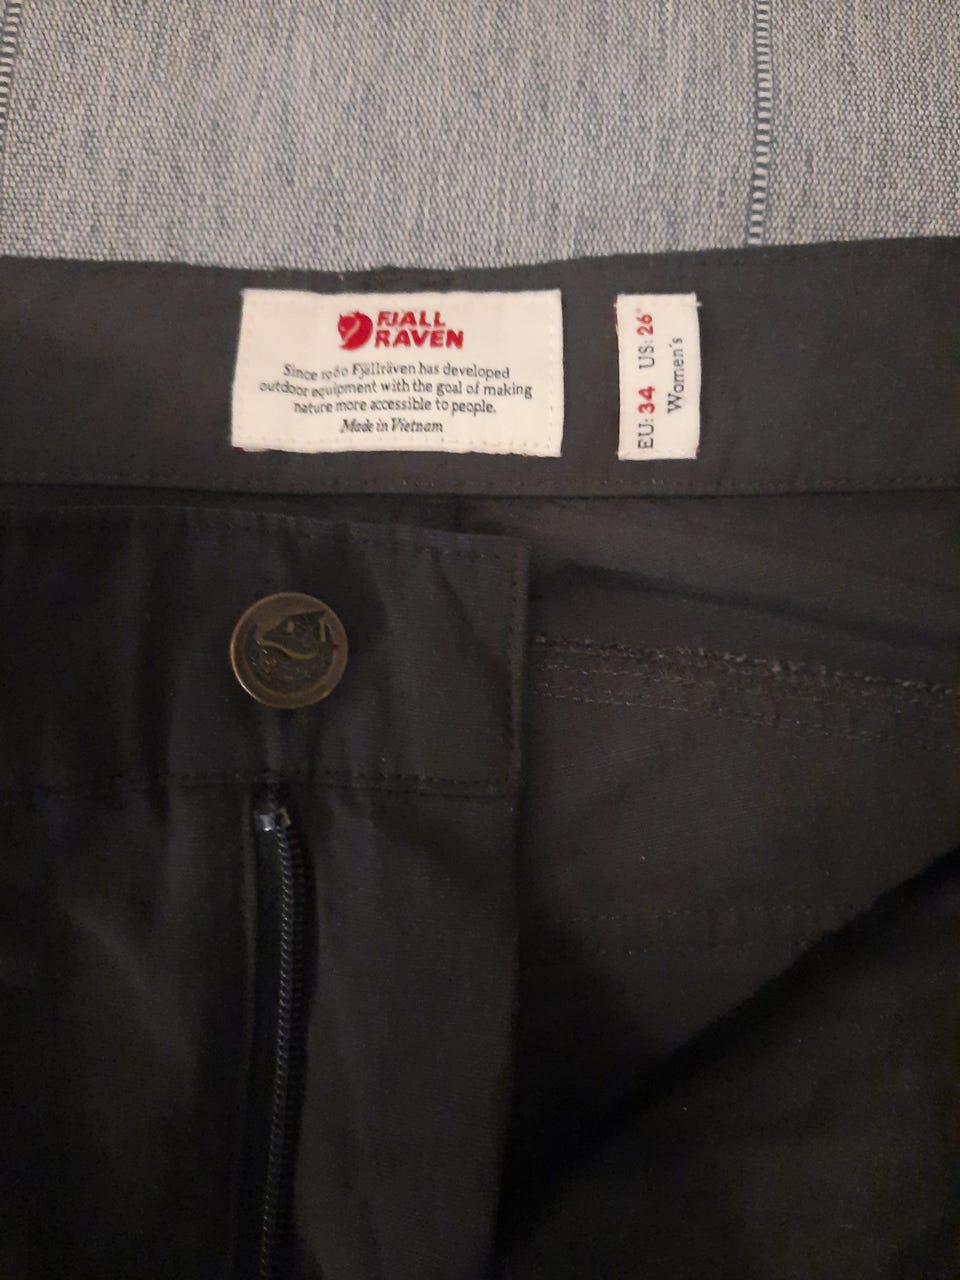 FJÄLL
RÄVEN
Since 1960 Fjällräven has developed
outdoor equipment with the goal of making
nature more accessible to people.
Made in Vietnam
EU: 34 US: 26"
Women's